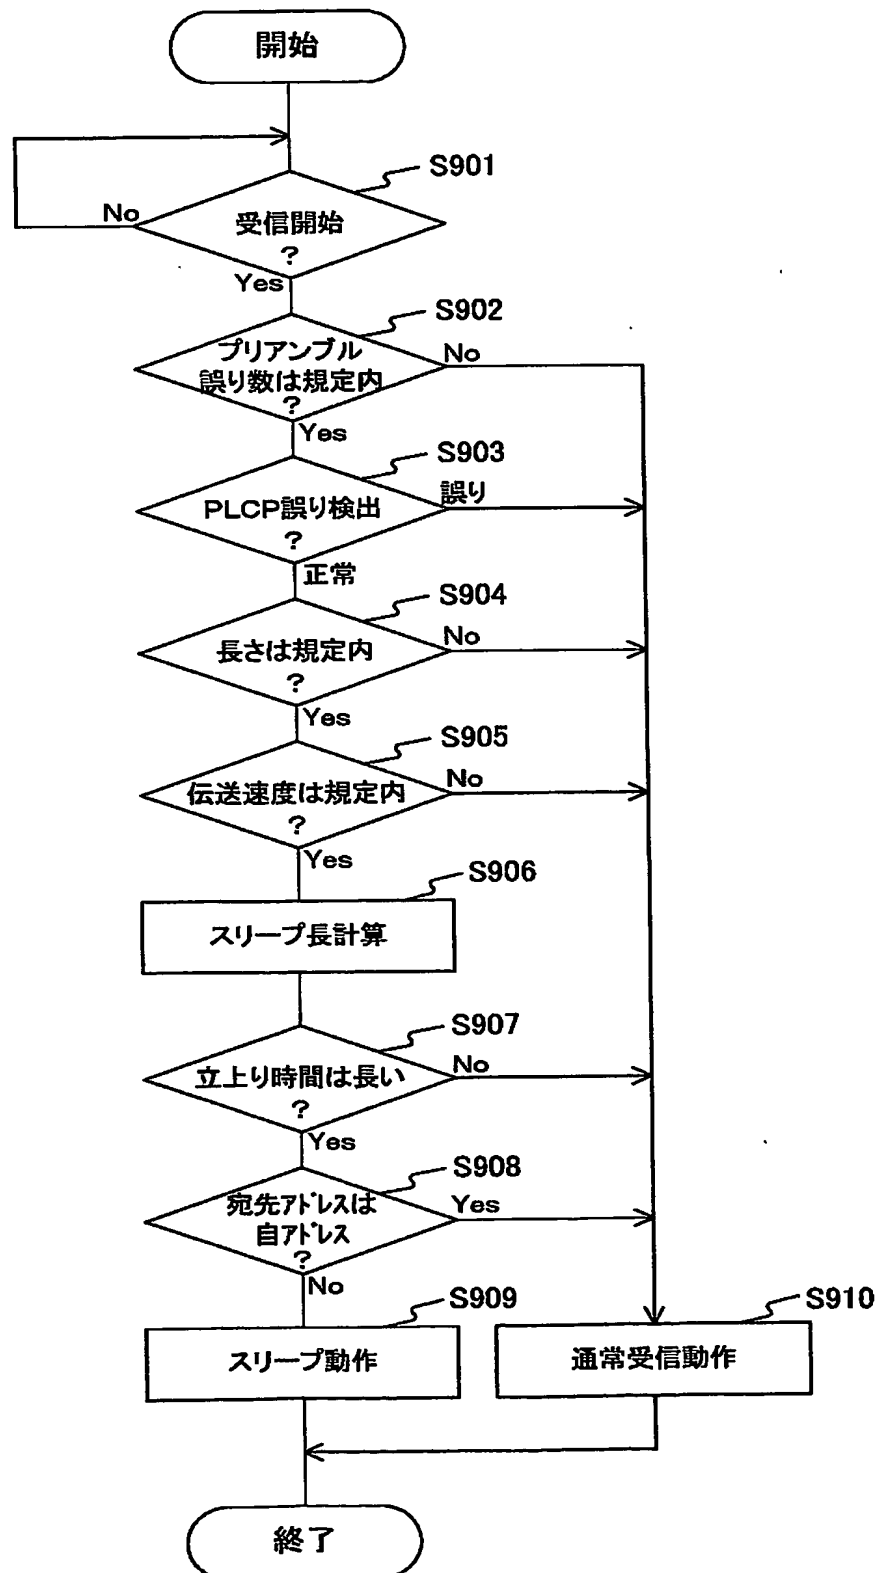 開始
S901
No
受信開始
?
Yes
S902
プリアンブル
No
誤り数は規定内
?
Yes
S903
誤り
PLCP誤り検出
?
正常
S904
No
長さは規定内
?
Yes
S905
No
伝送速度は規定内
?
Yes
S906
スリープ長計算
S907
No
立上り時間は長い
?
Yes
S908
宛先アドレスは
Yes
自アドレス
?
No
S909
スリープ動作
S910
通常受信動作
終了